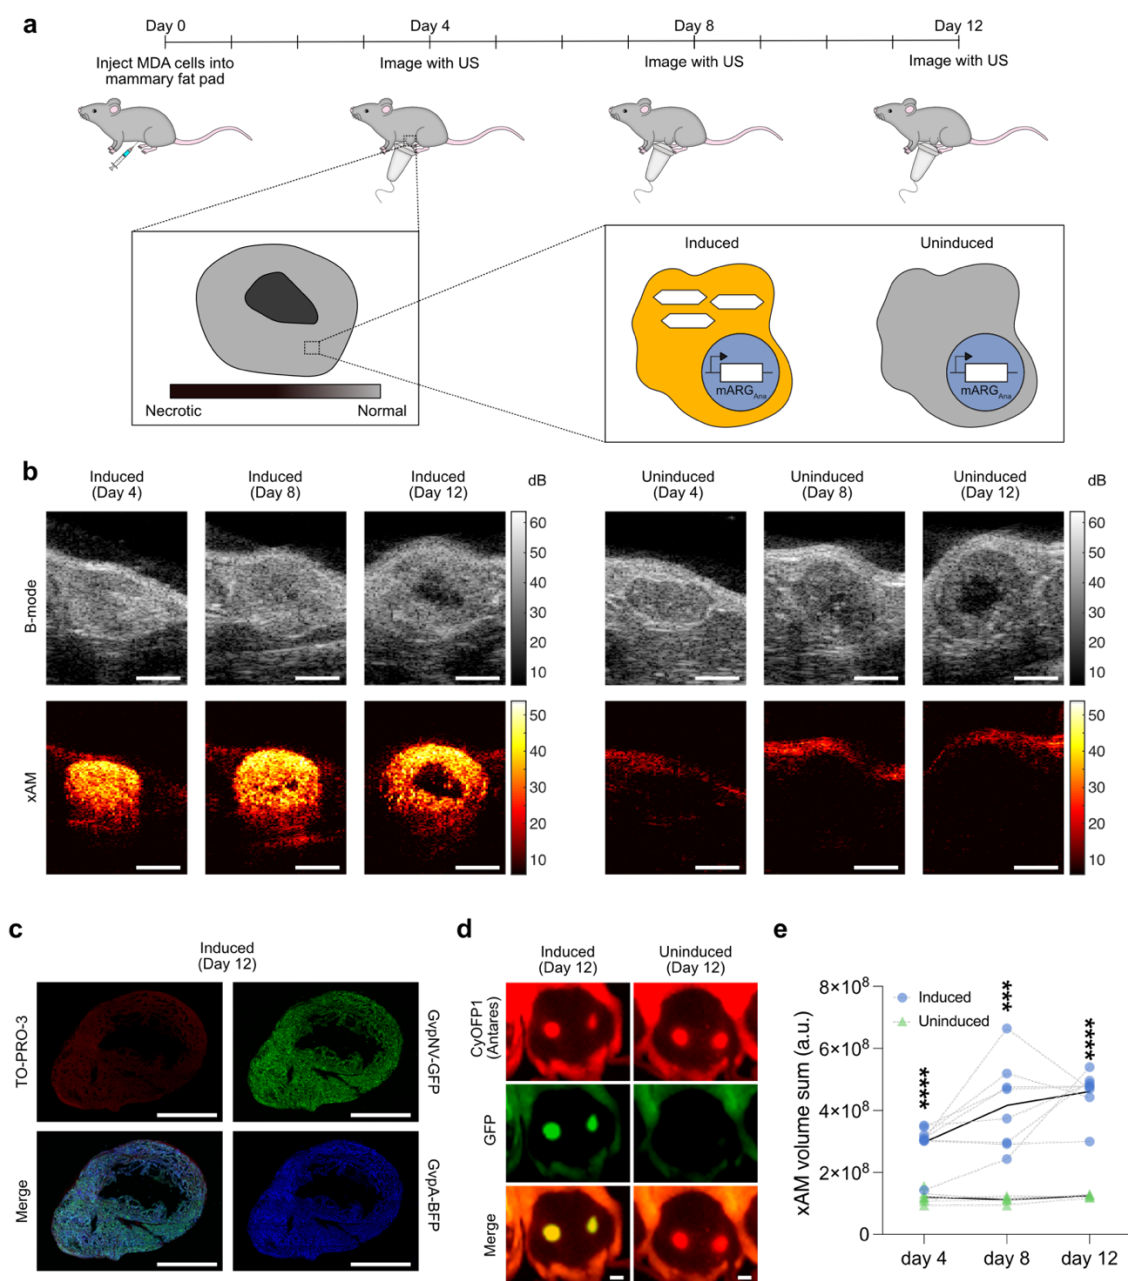 a
Day 0
Day 4
Day 8
Day 12
Inject MDA cells into
mammary fat pad
Image with US
Image with US
Image with US
Necrotic
Normal
Induced
Uninduced
mARGAna
mARGAna
b
Induced
(Day 4)
Induced
(Day 8)
Induced
(Day 12)
dB
Uninduced
(Day 4)
Uninduced
(Day 8)
Uninduced
(Day 12)
dB
B-mode
60
50
40
30
20
10
60
50
40
30
20
10
xAM
50
40
30
20
10
50
40
30
20
10
c
Induced
(Day 12)
TO-PRO-3
GvpNV-GFP
Merge
GvpA-BFP
d
Induced
(Day 12)
Uninduced
(Day 12)
CyOFP1
(Antares)
GFP
Merge
e
xAM volume sum (a.u.)
8×10⁸
6×10⁸
4×10⁸
2×10⁸
0
Induced
Uninduced
****
***
****
day 4
day 8
day 12